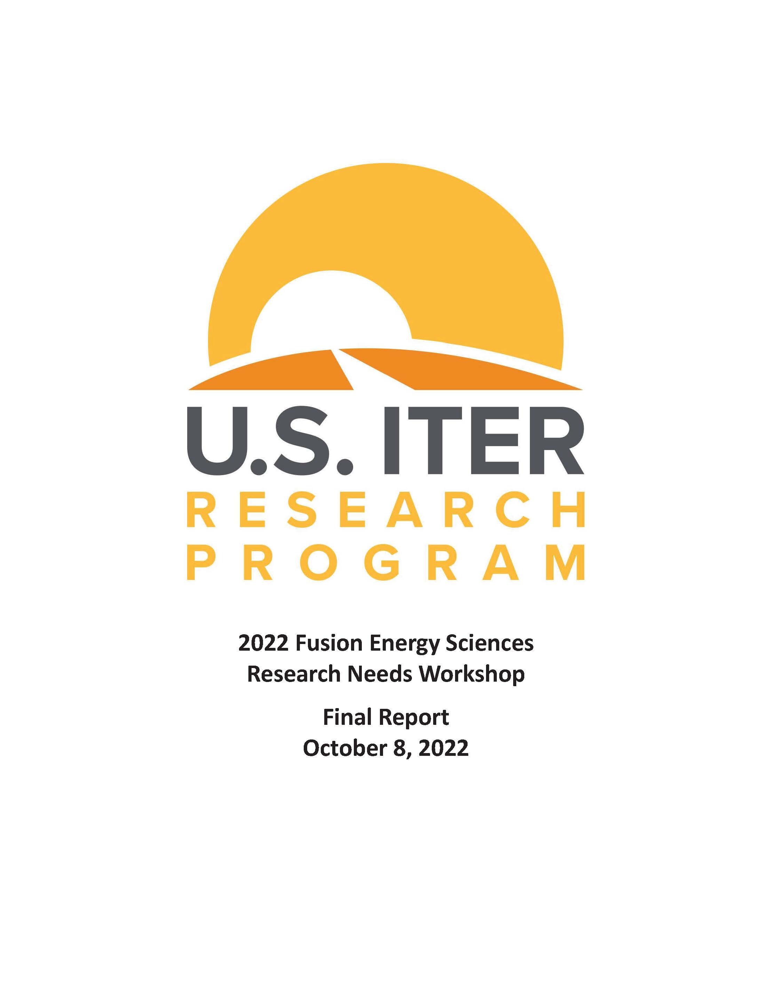 U.S. ITER
RESEARCH
PROGRAM
2022 Fusion Energy Sciences
Research Needs Workshop
Final Report
October 8, 2022